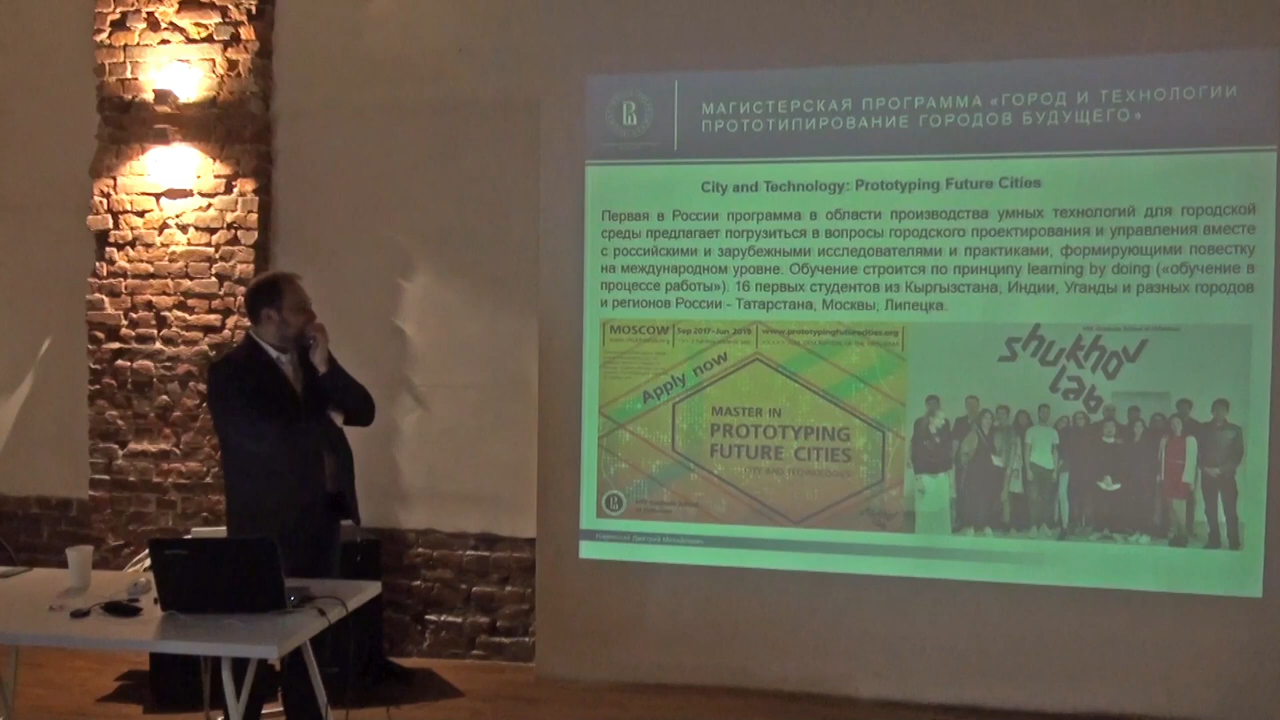 МАГИСТЕРСКАЯ ПРОГРАММА «ГОРОД И ТЕХНОЛОГИИ
ПРОТОТИПИРОВАНИЕ ГОРОДОВ БУДУЩЕГО»
City and Technology: Prototyping Future Cities
Первая в России программа в области производства умных технологий для городской
среды предлагает погрузиться в вопросы городского проектирования и управления вместе
с российскими и зарубежными исследователями и практиками, формирующими повестку
на международном уровне. Обучение строится по принципу learning by doing («обучение в
процессе работы»). 16 первых студентов из Кыргызстана, Индии, Уганды и разных городов
и регионов России - Татарстана, Москвы, Липецка.
MOSCOW Sep 2017-Jun 2019 www.prototypingfuturecities.org
Apply now
MASTER IN
PROTOTYPING
FUTURE CITIES
CITY AND TECHNOLOGIES
shukhov
lab